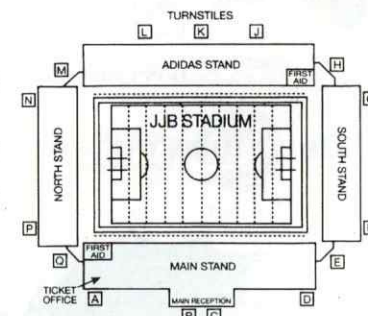 TURNSTILES
L K J
ADIDAS STAND
FIRST
AID
M
H
N
NORTH STAND
JJB STADIUM
SOUTH STAND
P
FIRST
AID
Q
E
MAIN STAND
TICKET
OFFICE
A
MAIN RECEPTION
D